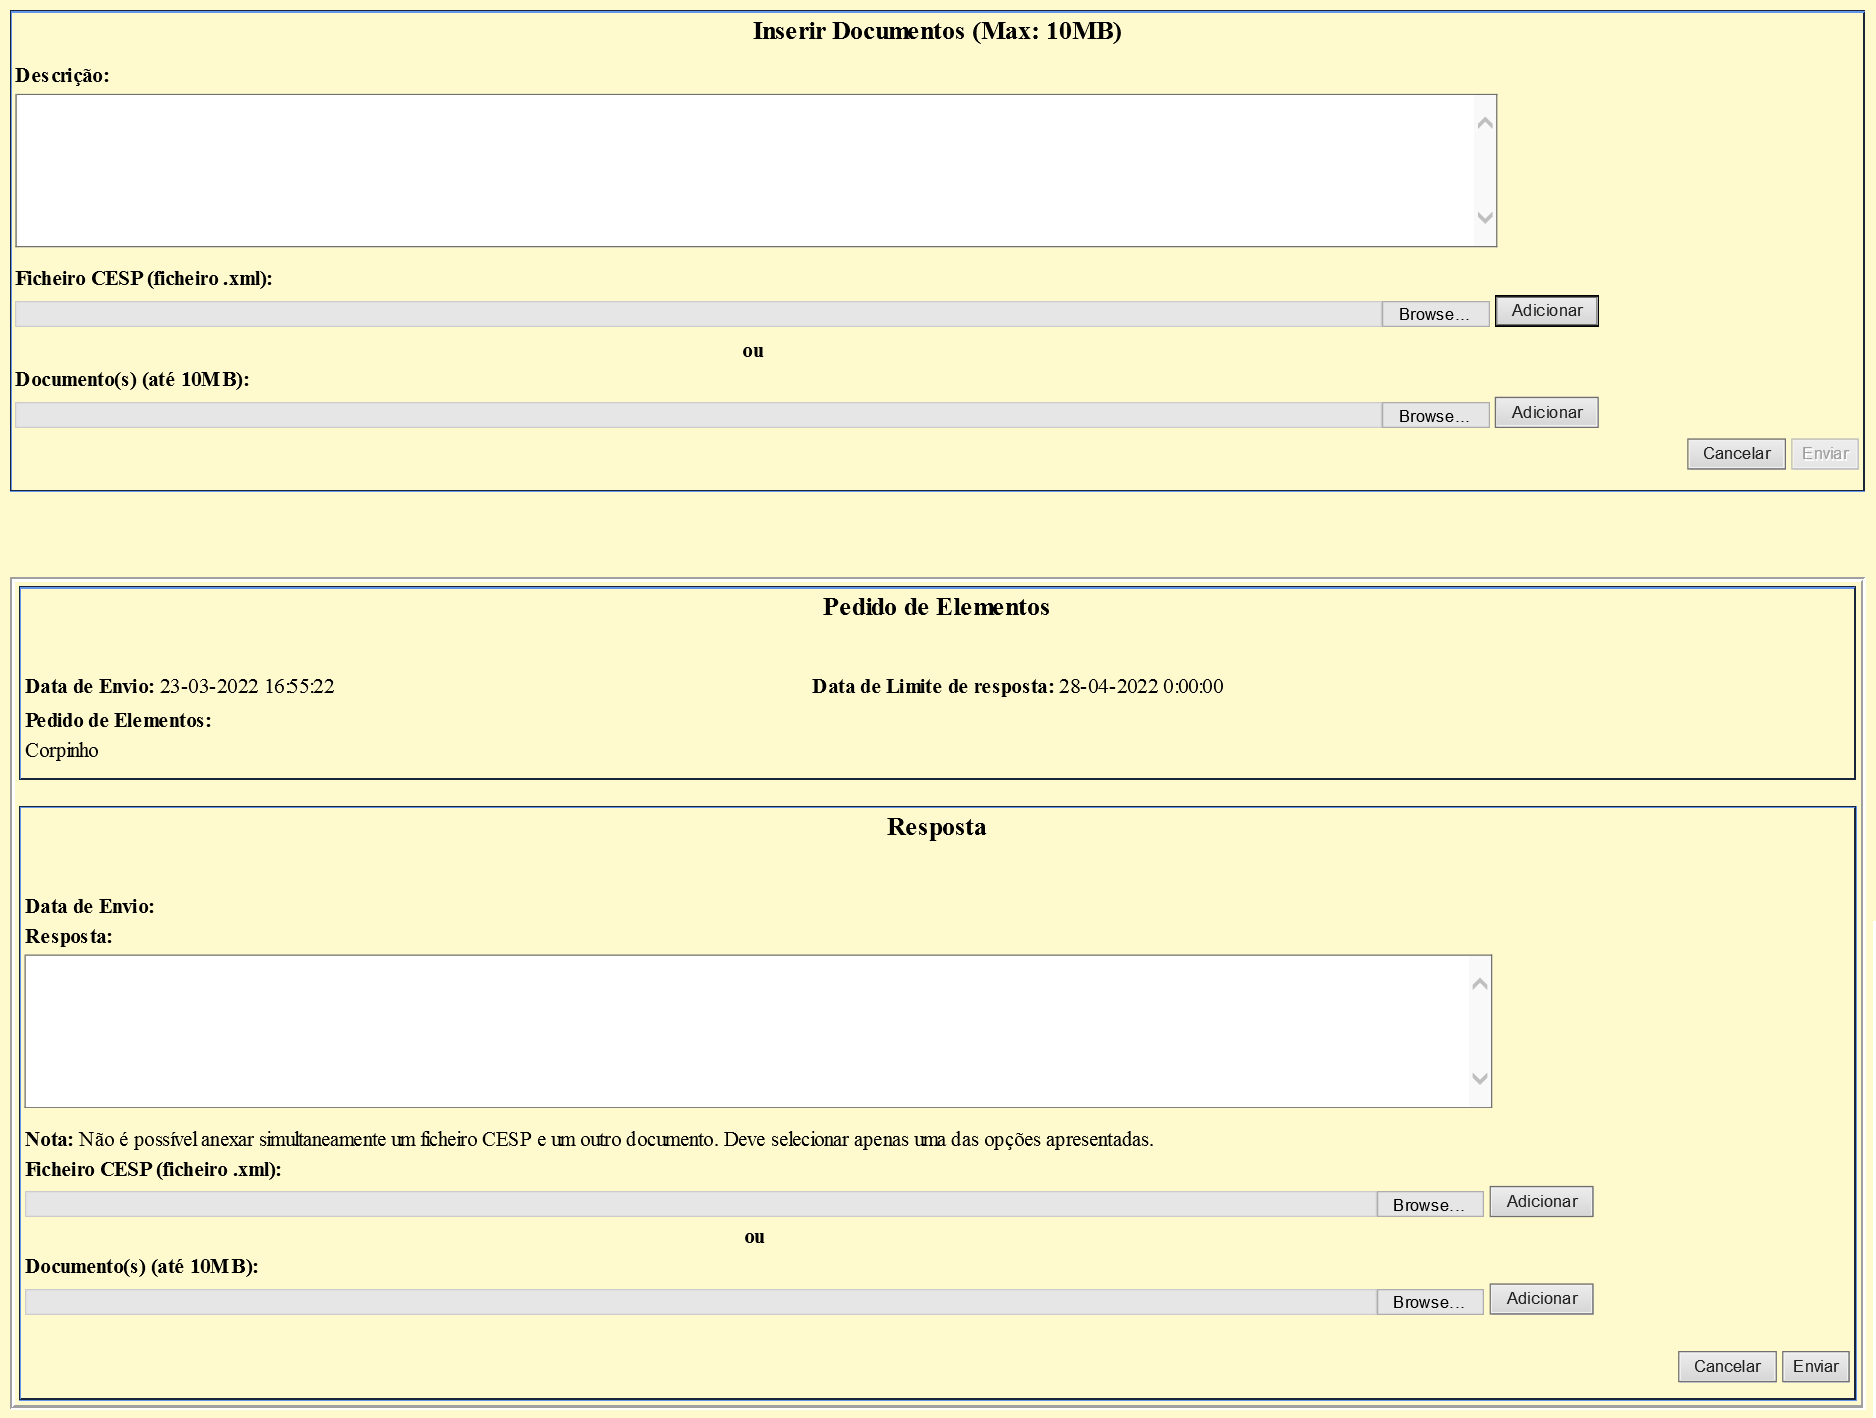 Inserir Documentos (Max: 10MB)
Descrição:
Ficheiro CESP (ficheiro .xml):
Browse... Adicionar
ou
Documento(s) (até 10MB):
Browse... Adicionar
Cancelar Enviar
Pedido de Elementos
Data de Envio: 23-03-2022 16:55:22 Data de Limite de resposta: 28-04-2022 0:00:00
Pedido de Elementos:
Corpinho
Resposta
Data de Envio:
Resposta:
Nota: Não é possível anexar simultaneamente um ficheiro CESP e um outro documento. Deve selecionar apenas uma das opções apresentadas.
Ficheiro CESP (ficheiro .xml):
Browse... Adicionar
ou
Documento(s) (até 10MB):
Browse... Adicionar
Cancelar Enviar